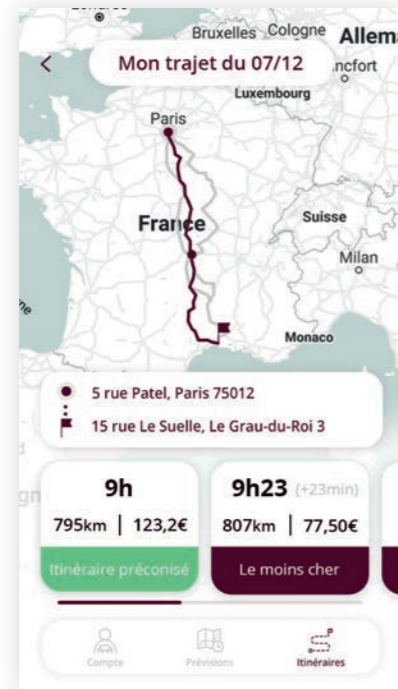 Bruxelles Cologne Allem
Mon trajet du 07/12
ncfort
Luxembourg
Paris
France
Suisse
Milan
Monaco
5 rue Patel, Paris 75012
15 rue Le Suelle, Le Grau-du-Roi 3
9h
795km | 123,2€
Itinéraire préconisé
9h23 (+23min)
807km | 77,50€
Le moins cher
Compte
Prévisions
Itinéraires